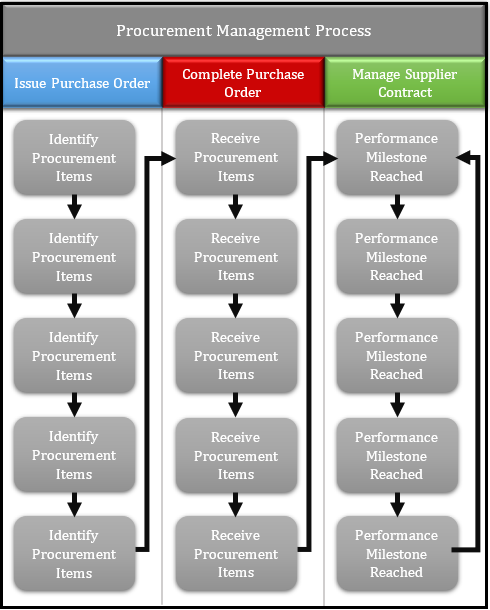 Procurement Management Process
Issue Purchase Order
Complete Purchase
Order
Manage Supplier
Contract
Identify
Procurement
Items
Identify
Procurement
Items
Identify
Procurement
Items
Identify
Procurement
Items
Identify
Procurement
Items
Receive
Procurement
Items
Receive
Procurement
Items
Receive
Procurement
Items
Receive
Procurement
Items
Receive
Procurement
Items
Performance
Milestone
Reached
Performance
Milestone
Reached
Performance
Milestone
Reached
Performance
Milestone
Reached
Performance
Milestone
Reached